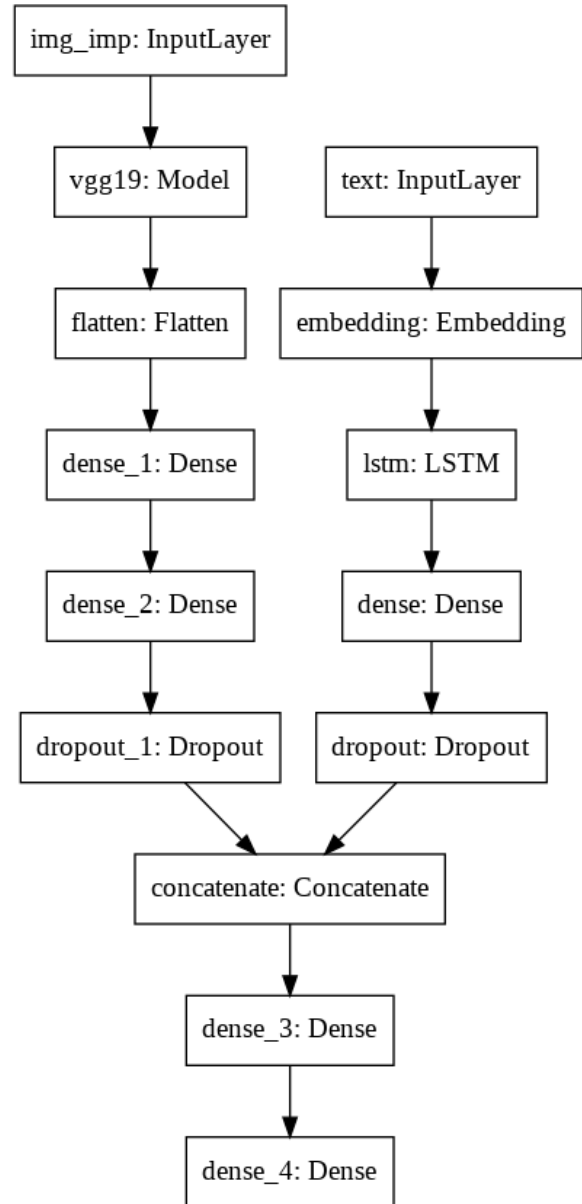 img_imp: InputLayer
vgg19: Model
text: InputLayer
flatten: Flatten
embedding: Embedding
dense_1: Dense
lstm: LSTM
dense_2: Dense
dense: Dense
dropout_1: Dropout
dropout: Dropout
concatenate: Concatenate
dense_3: Dense
dense_4: Dense